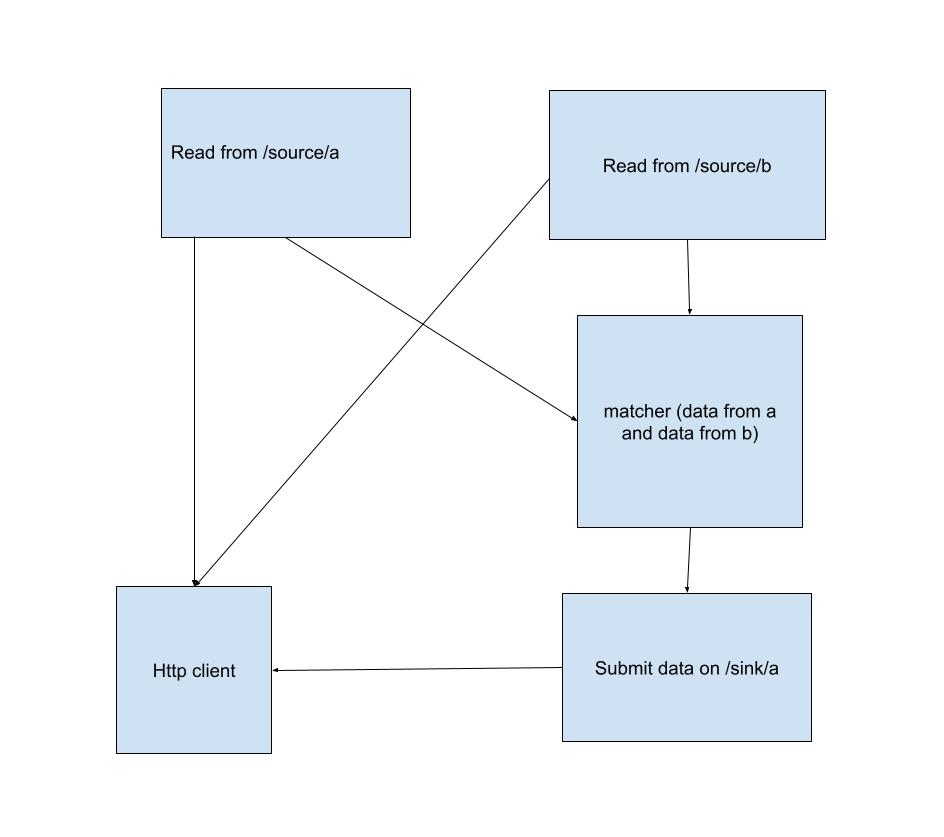 Read from /source/a
Read from /source/b
matcher (data from a
and data from b)
Http client
Submit data on /sink/a